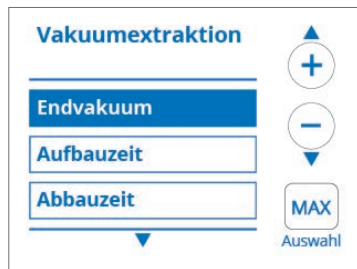 Vakuumextraktion
Endvakuum
Aufbauzeit
Abbauzeit
+
−
MAX
Auswahl